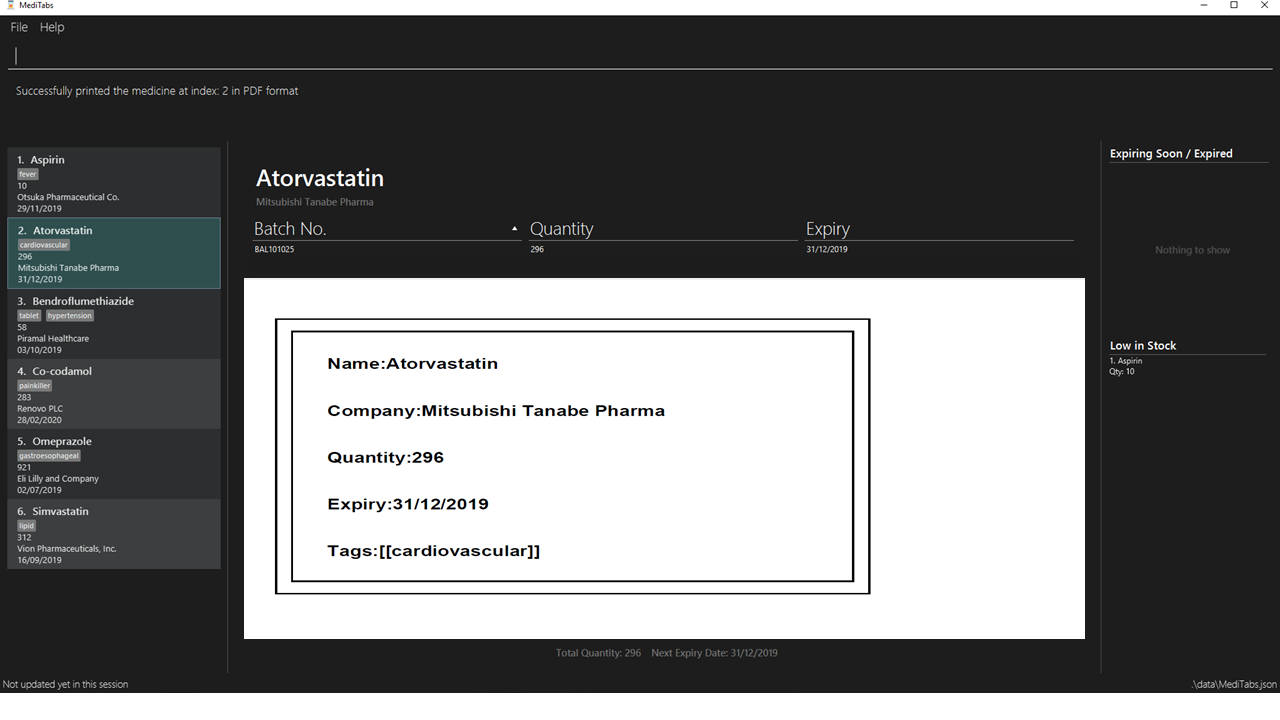 MediTabs
File Help
Successfully printed the medicine at index: 2 in PDF format
1. Aspirin
fever
10
Otsuka Pharmaceutical Co.
29/11/2019
2. Atorvastatin
cardiovascular
296
Mitsubishi Tanabe Pharma
31/12/2019
3. Bendroflumethiazide
tablet hypertension
58
Piramal Healthcare
03/10/2019
4. Co-codamol
painkiller
283
Renovo PLC
28/02/2020
5. Omeprazole
gastroesophageal
921
Eli Lilly and Company
02/07/2019
6. Simvastatin
lipid
312
Vion Pharmaceuticals, Inc.
16/09/2019
Atorvastatin
Mitsubishi Tanabe Pharma
Batch No. Quantity Expiry
BAL101025 296 31/12/2019
Name:Atorvastatin
Company:Mitsubishi Tanabe Pharma
Quantity:296
Expiry:31/12/2019
Tags:[[cardiovascular]]
Total Quantity: 296 Next Expiry Date: 31/12/2019
Expiring Soon / Expired
Nothing to show
Low in Stock
1. Aspirin
Qty: 10
Not updated yet in this session
.\data\MediTabs.json